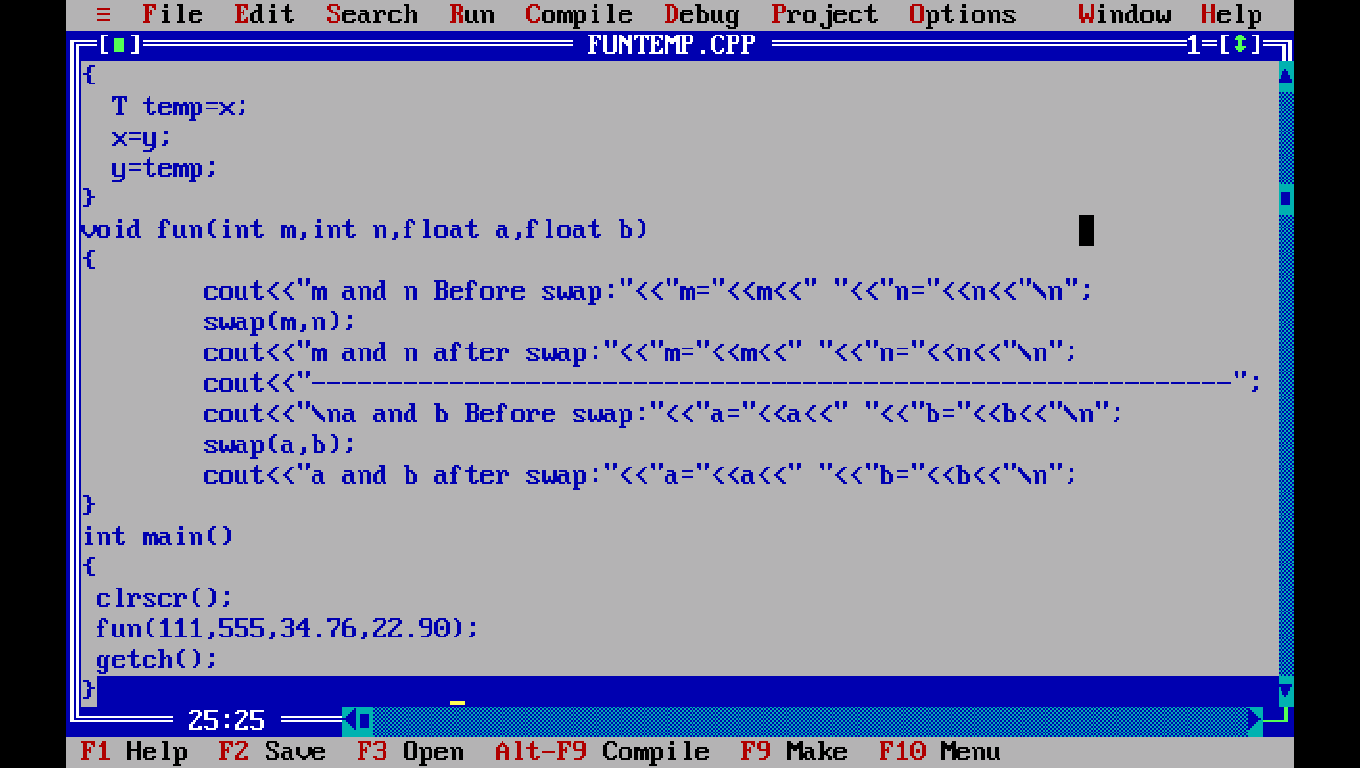 ≡ File Edit Search Run Compile Debug Project Options Window Help
[■] FUNTEMP.CPP 1=[↕]
{
  T temp=x;
  x=y;
  y=temp;
}
void fun(int m,int n,float a,float b)
{
        cout<<"m and n Before swap:"<<"m="<<m<<" "<<"n="<<n<<"\n";
        swap(m,n);
        cout<<"m and n after swap:"<<"m="<<m<<" "<<"n="<<n<<"\n";
        cout<<"------------------------------------------------------------";
        cout<<"\na and b Before swap:"<<"a="<<a<<" "<<"b="<<b<<"\n";
        swap(a,b);
        cout<<"a and b after swap:"<<"a="<<a<<" "<<"b="<<b<<"\n";
}
int main()
{
 clrscr();
 fun(111,555,34.76,22.90);
 getch();
}
25:25
F1 Help F2 Save F3 Open Alt-F9 Compile F9 Make F10 Menu